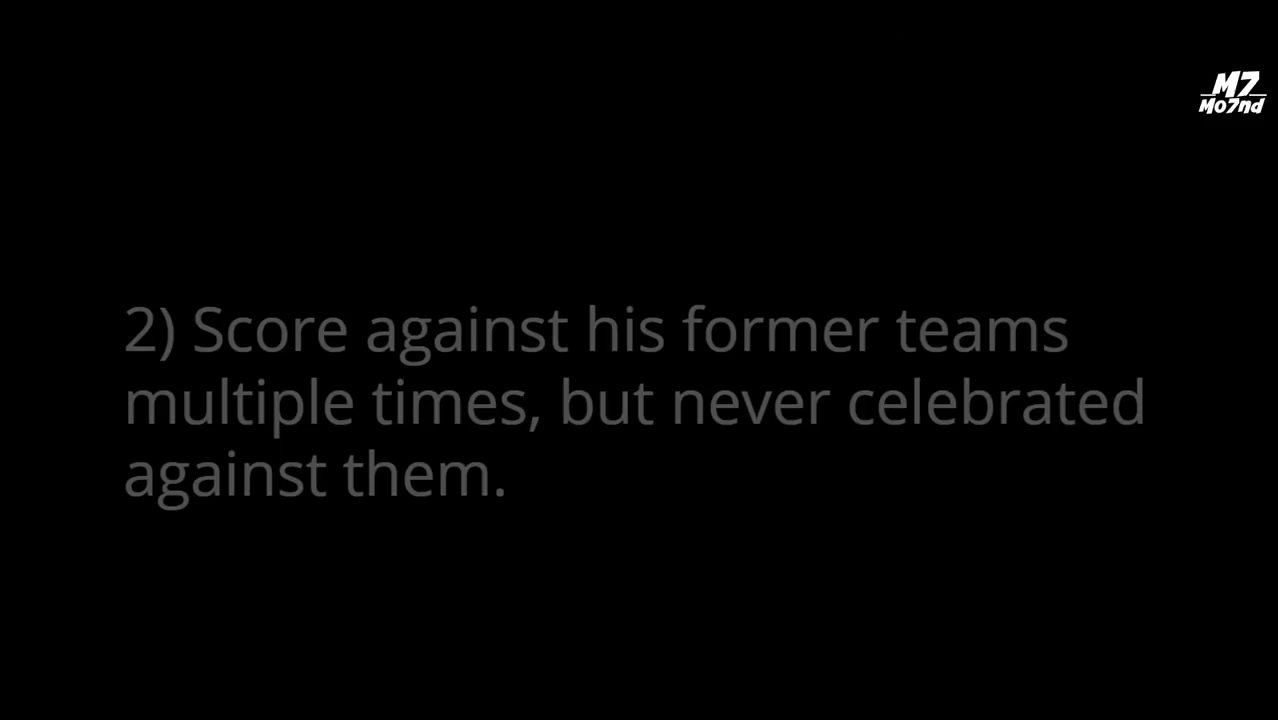 M7
Mo7nd
2) Score against his former teams
multiple times, but never celebrated
against them.